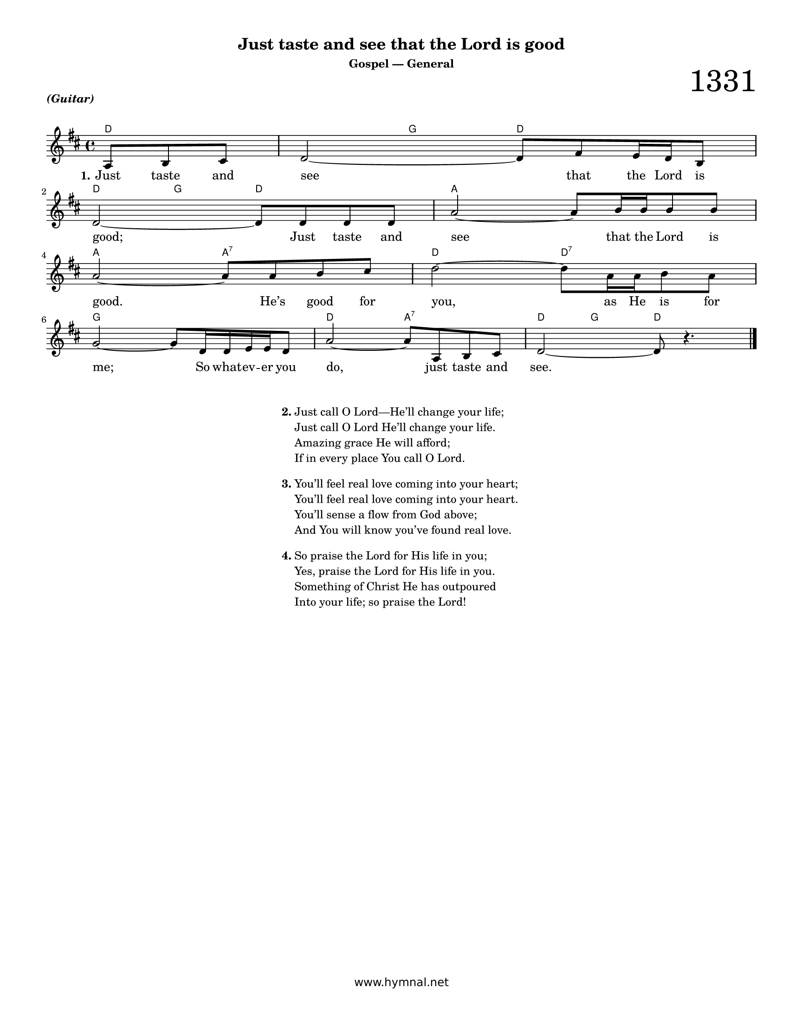 Just taste and see that the Lord is good
Gospel — General
1331
(Guitar)
D G D
1. Just taste and see that the Lord is
2 D G D A
good; Just taste and see that the Lord is
4 A A7 D D7
good. He's good for you, as He is for
6 G D A7 D G D
me; So whatev-er you do, just taste and see.
2. Just call O Lord—He'll change your life;
Just call O Lord He'll change your life.
Amazing grace He will afford;
If in every place You call O Lord.
3. You'll feel real love coming into your heart;
You'll feel real love coming into your heart.
You'll sense a flow from God above;
And You will know you've found real love.
4. So praise the Lord for His life in you;
Yes, praise the Lord for His life in you.
Something of Christ He has outpoured
Into your life; so praise the Lord!
www.hymnal.net